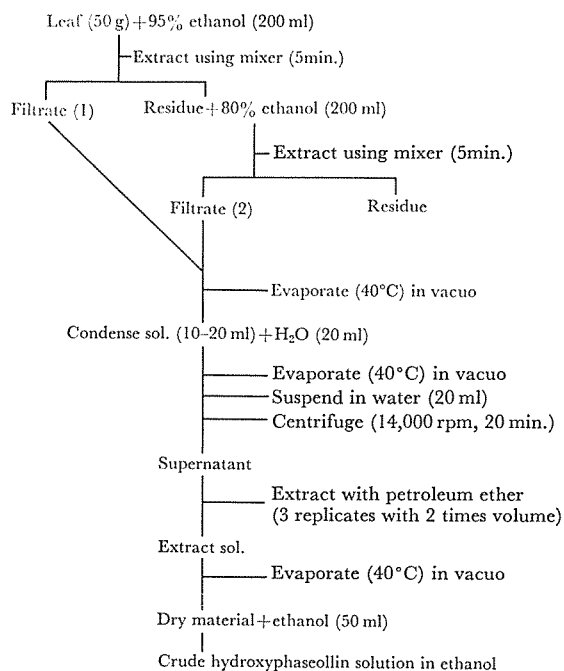 Leaf (50 g)+95% ethanol (200 ml)
Extract using mixer (5min.)
Filtrate (1)
Residue+80% ethanol (200 ml)
Extract using mixer (5min.)
Filtrate (2)
Residue
Evaporate (40°C) in vacuo
Condense sol. (10–20 ml)+H₂O (20 ml)
Evaporate (40°C) in vacuo
Suspend in water (20 ml)
Centrifuge (14,000 rpm, 20 min.)
Supernatant
Extract with petroleum ether
(3 replicates with 2 times volume)
Extract sol.
Evaporate (40°C) in vacuo
Dry material+ethanol (50 ml)
Crude hydroxyphaseollin solution in ethanol